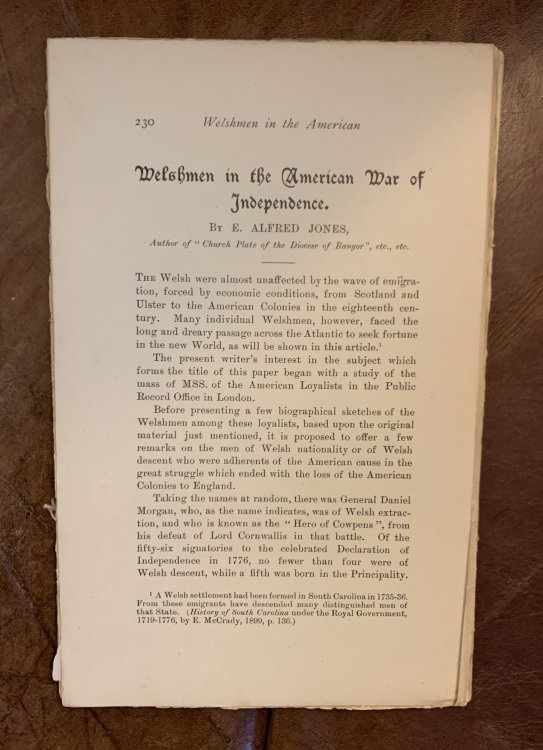 230 Welshmen in the American
Welshmen in the American War of
Independence.
By E. ALFRED JONES,
Author of "Church Plate of the Diocese of Bangor", etc., etc.
The Welsh were almost unaffected by the wave of emigra-
tion, forced by economic conditions, from Scotland and
Ulster to the American Colonies in the eighteenth cen-
tury. Many individual Welshmen, however, faced the
long and dreary passage across the Atlantic to seek fortune
in the new World, as will be shown in this article.¹
The present writer's interest in the subject which
forms the title of this paper began with a study of the
mass of MSS. of the American Loyalists in the Public
Record Office in London.
Before presenting a few biographical sketches of the
Welshmen among these loyalists, based upon the original
material just mentioned, it is proposed to offer a few
remarks on the men of Welsh nationality or of Welsh
descent who were adherents of the American cause in the
great struggle which ended with the loss of the American
Colonies to England.
Taking the names at random, there was General Daniel
Morgan, who, as the name indicates, was of Welsh extrac-
tion, and who is known as the "Hero of Cowpens", from
his defeat of Lord Cornwallis in that battle. Of the
fifty-six signatories to the celebrated Declaration of
Independence in 1776, no fewer than four were of
Welsh descent, while a fifth was born in the Principality.
¹ A Welsh settlement had been formed in South Carolina in 1735-36.
From these emigrants have descended many distinguished men of
that State. (History of South Carolina under the Royal Government,
1719-1776, by E. McCrady, 1899, p. 136.)